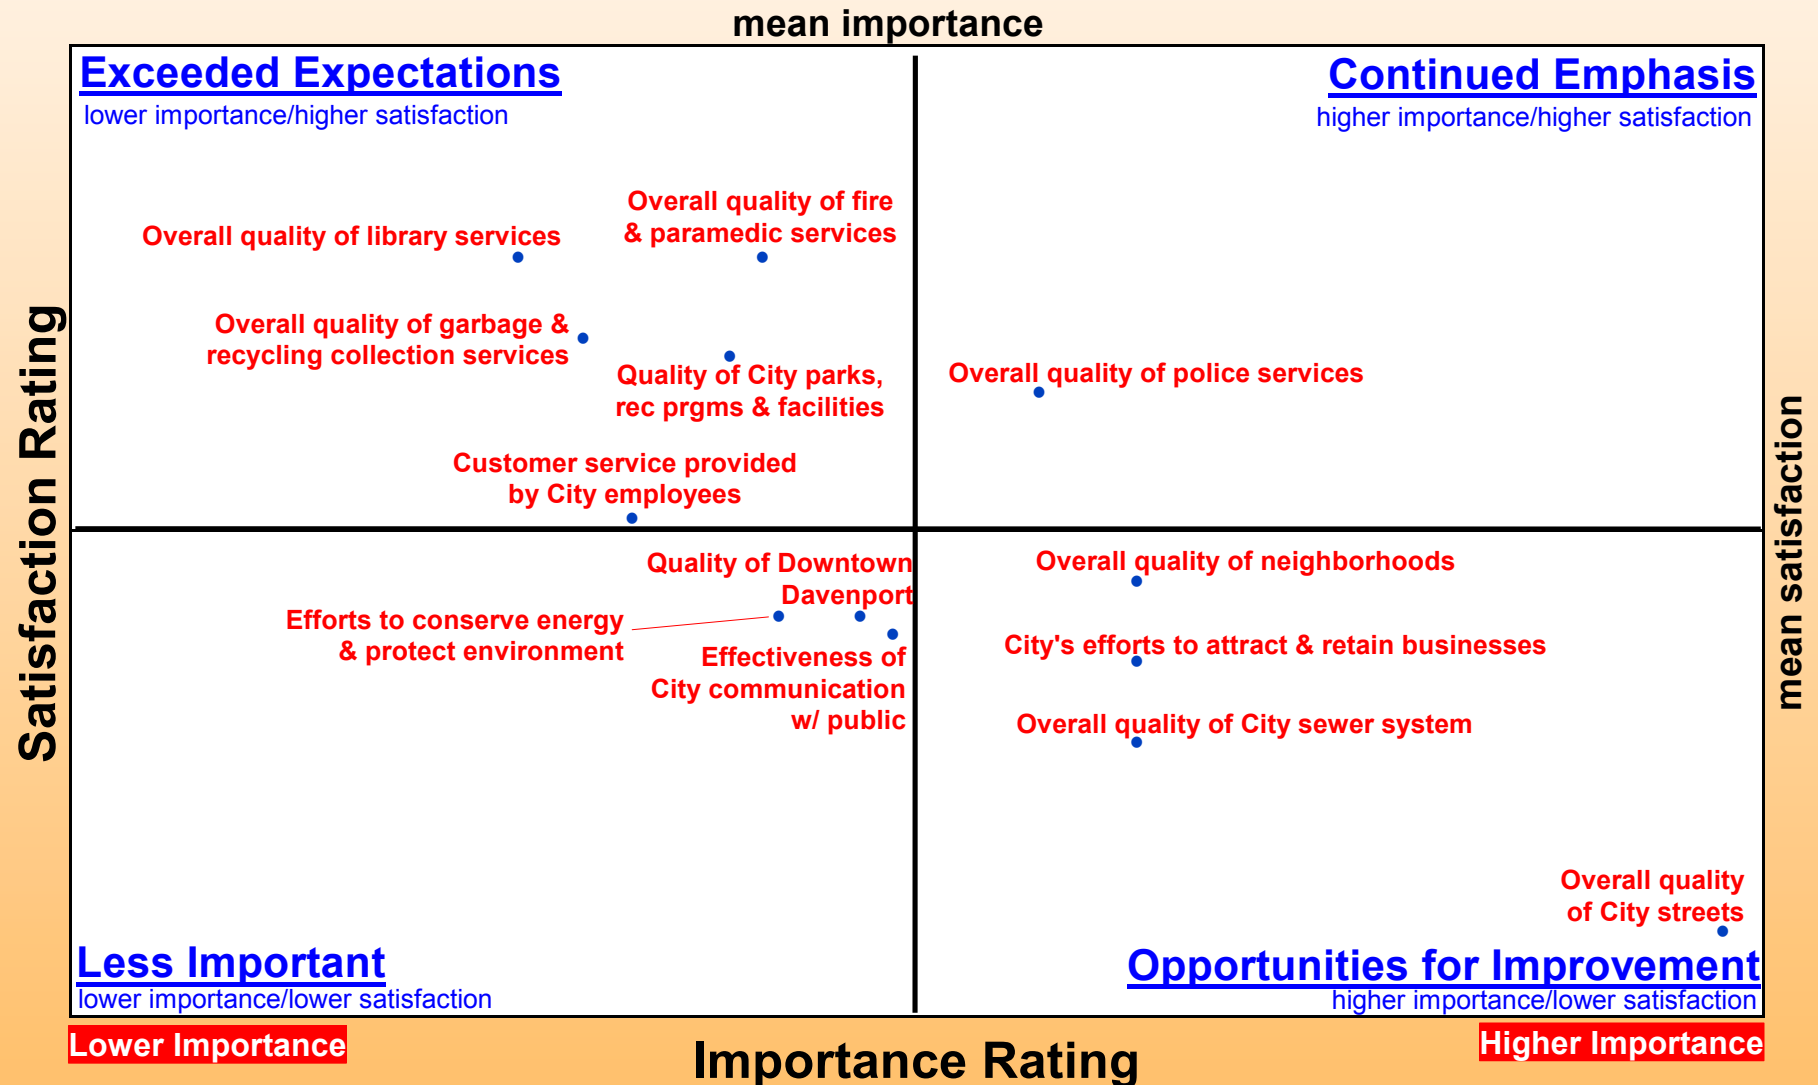 mean importance
Exceeded Expectations
lower importance/higher satisfaction
Continued Emphasis
higher importance/higher satisfaction
Overall quality of library services
Overall quality of fire
& paramedic services
Overall quality of garbage &
recycling collection services
Quality of City parks,
rec prgms & facilities
Overall quality of police services
Customer service provided
by City employees
Satisfaction Rating
mean satisfaction
Quality of Downtown
Davenport
Efforts to conserve energy
& protect environment
Effectiveness of
City communication
w/ public
Overall quality of neighborhoods
City's efforts to attract & retain businesses
Overall quality of City sewer system
Overall quality
of City streets
Less Important
lower importance/lower satisfaction
Opportunities for Improvement
higher importance/lower satisfaction
Lower Importance
Importance Rating
Higher Importance